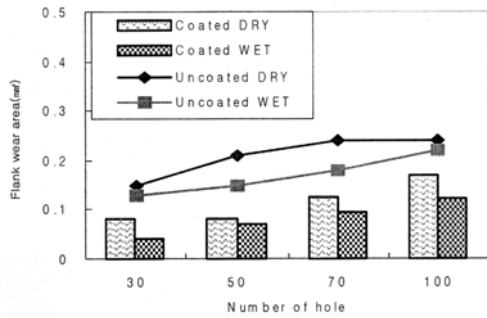 0.5
0.4
0.3
0.2
0.1
0
Flank wear area(㎟)
Coated DRY
Coated WET
Uncoated DRY
Uncoated WET
30 50 70 100
Number of hole